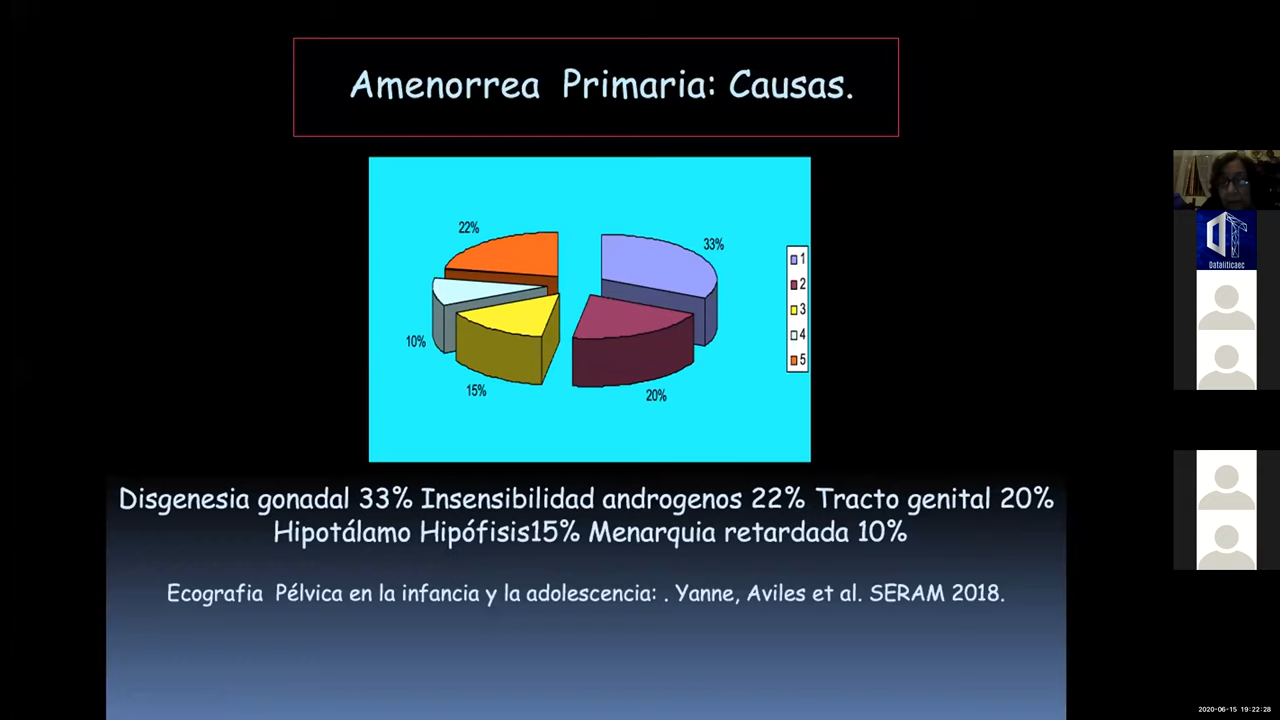 Amenorrea Primaria: Causas.
22%
33%
10%
15%
20%
1
2
3
4
5
Disgenesia gonadal 33% Insensibilidad androgenos 22% Tracto genital 20%
Hipotálamo Hipófisis15% Menarquia retardada 10%
Ecografia Pélvica en la infancia y la adolescencia: . Yanne, Aviles et al. SERAM 2018.
Dataliticaec
2020-06-15 19:22:28